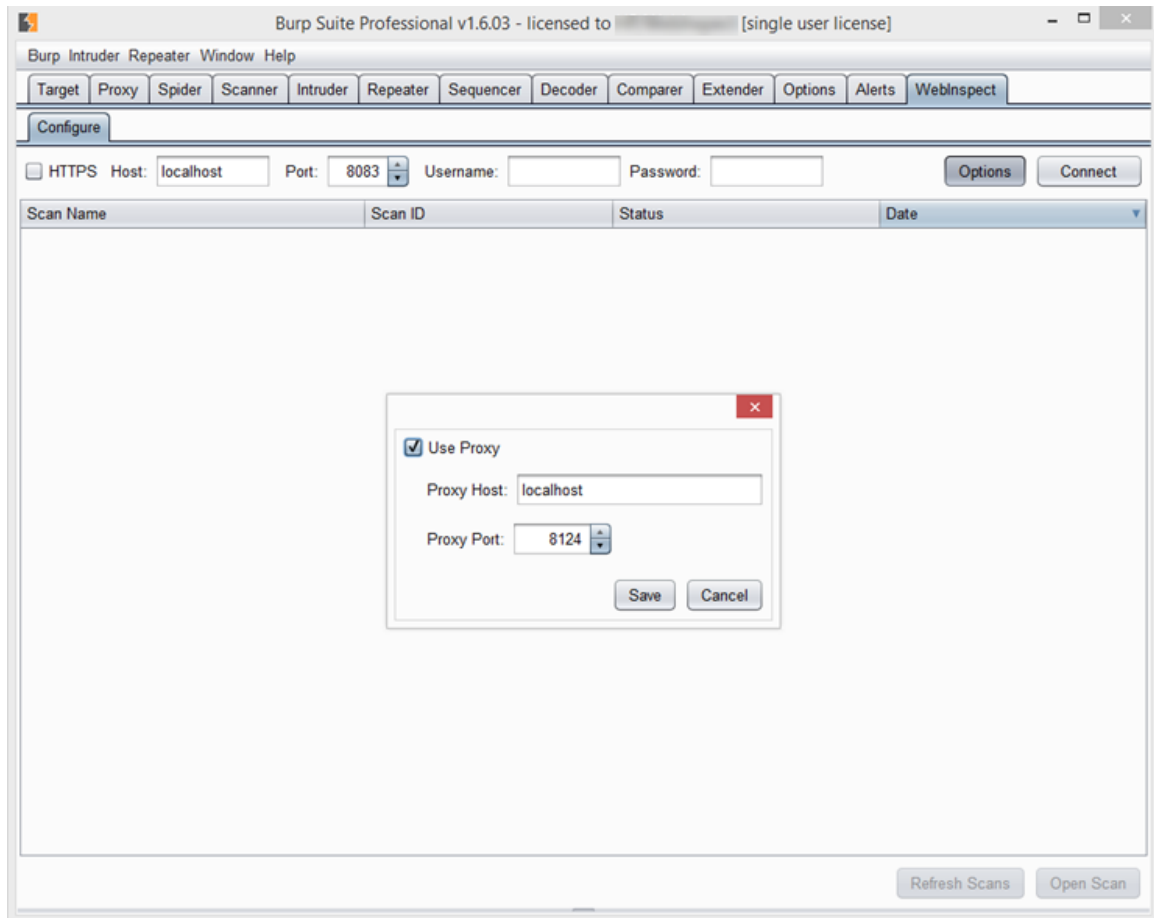 Burp Suite Professional v1.6.03 - licensed to [single user license]
Burp Intruder Repeater Window Help
Target Proxy Spider Scanner Intruder Repeater Sequencer Decoder Comparer Extender Options Alerts WebInspect
Configure
HTTPS Host: localhost Port: 8083 Username: Password: Options Connect
Scan Name Scan ID Status Date
Use Proxy
Proxy Host: localhost
Proxy Port: 8124
Save Cancel
Refresh Scans Open Scan